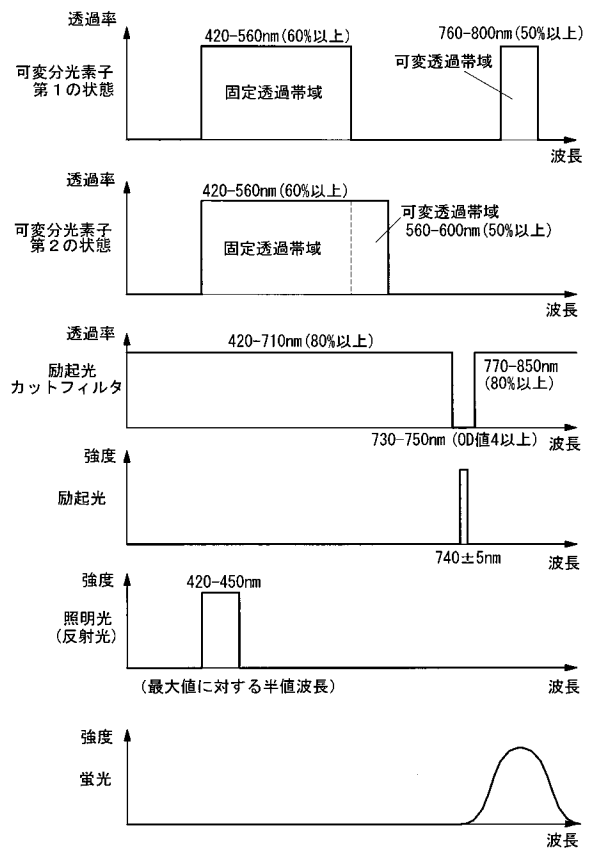 透過率
420-560nm(60%以上)
760-800nm(50%以上)
可変分光素子
第1の状態
固定透過帯域
可変透過帯域
波長
透過率
420-560nm(60%以上)
可変分光素子
第2の状態
固定透過帯域
可変透過帯域
560-600nm(50%以上)
波長
透過率
420-710nm(80%以上)
励起光
カットフィルタ
770-850nm
(80%以上)
730-750nm(OD値4以上)
波長
強度
励起光
740±5nm
波長
強度
420-450nm
照明光
(反射光)
(最大値に対する半値波長)
波長
強度
蛍光
波長